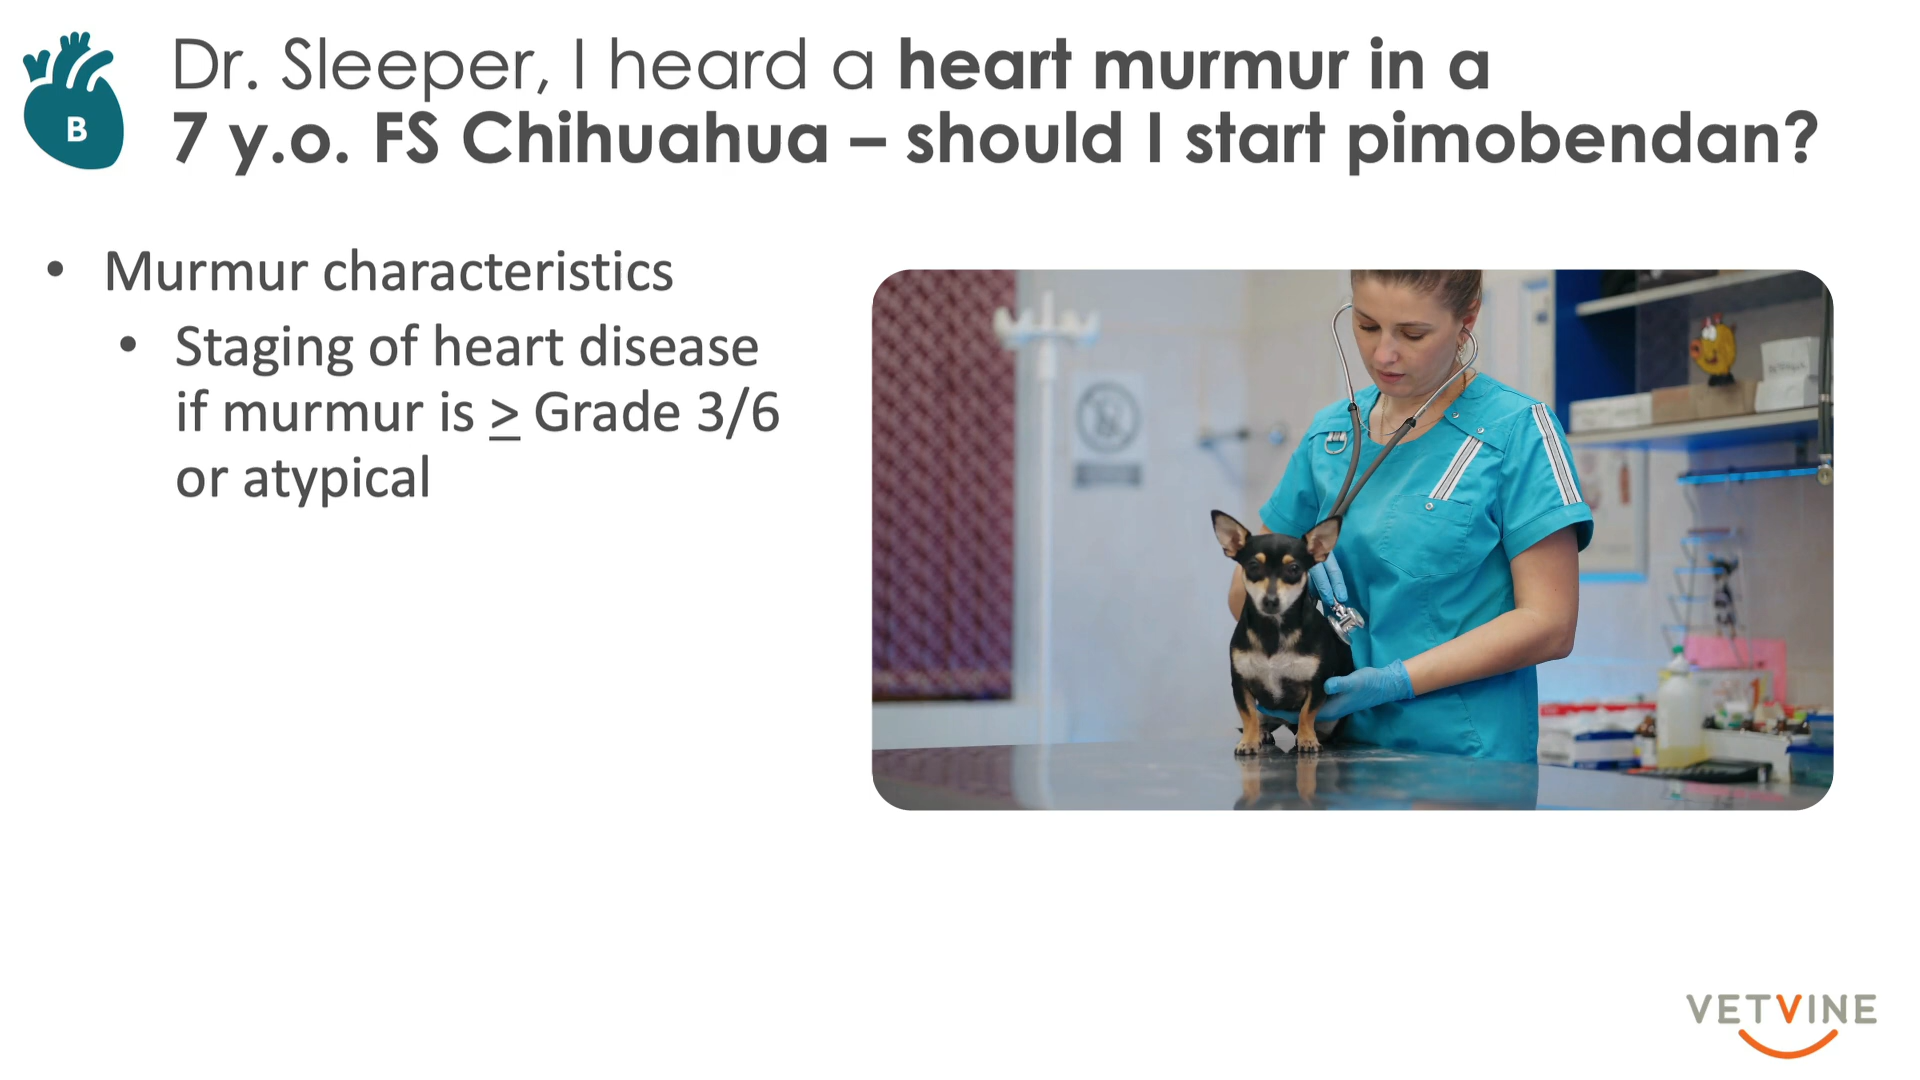 B
Dr. Sleeper, I heard a heart murmur in a
7 y.o. FS Chihuahua – should I start pimobendan?
• Murmur characteristics
• Staging of heart disease
if murmur is ≥ Grade 3/6
or atypical
VETVINE